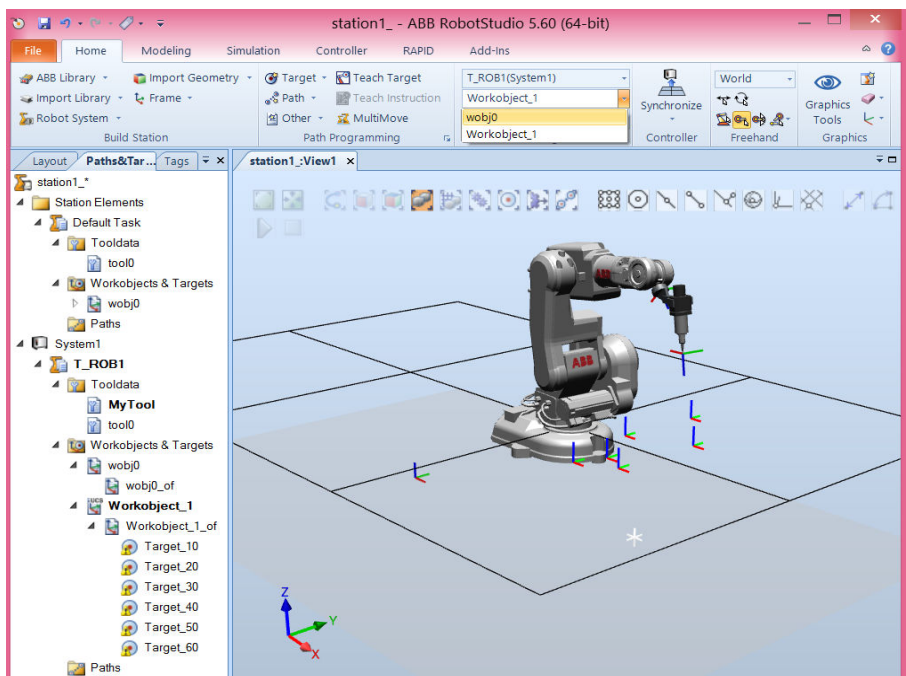 station1_ - ABB RobotStudio 5.60 (64-bit)
File Home Modeling Simulation Controller RAPID Add-Ins
ABB Library Import Geometry Target Teach Target T_ROB1(System1) World
Import Library Frame Path Teach Instruction Workobject_1 Synchronize Graphics Tools
Robot System Other MultiMove wobj0
Workobject_1
Build Station Path Programming Controller Freehand Graphics
Layout Paths&Tar... Tags station1_:View1
station1_*
Station Elements
Default Task
Tooldata
tool0
Workobjects & Targets
wobj0
Paths
System1
T_ROB1
Tooldata
MyTool
tool0
Workobjects & Targets
wobj0
wobj0_of
UCS
Workobject_1
Workobject_1_of
Target_10
Target_20
Target_30
Target_40
Target_50
Target_60
Paths
ABB
ABB
Z
Y
X